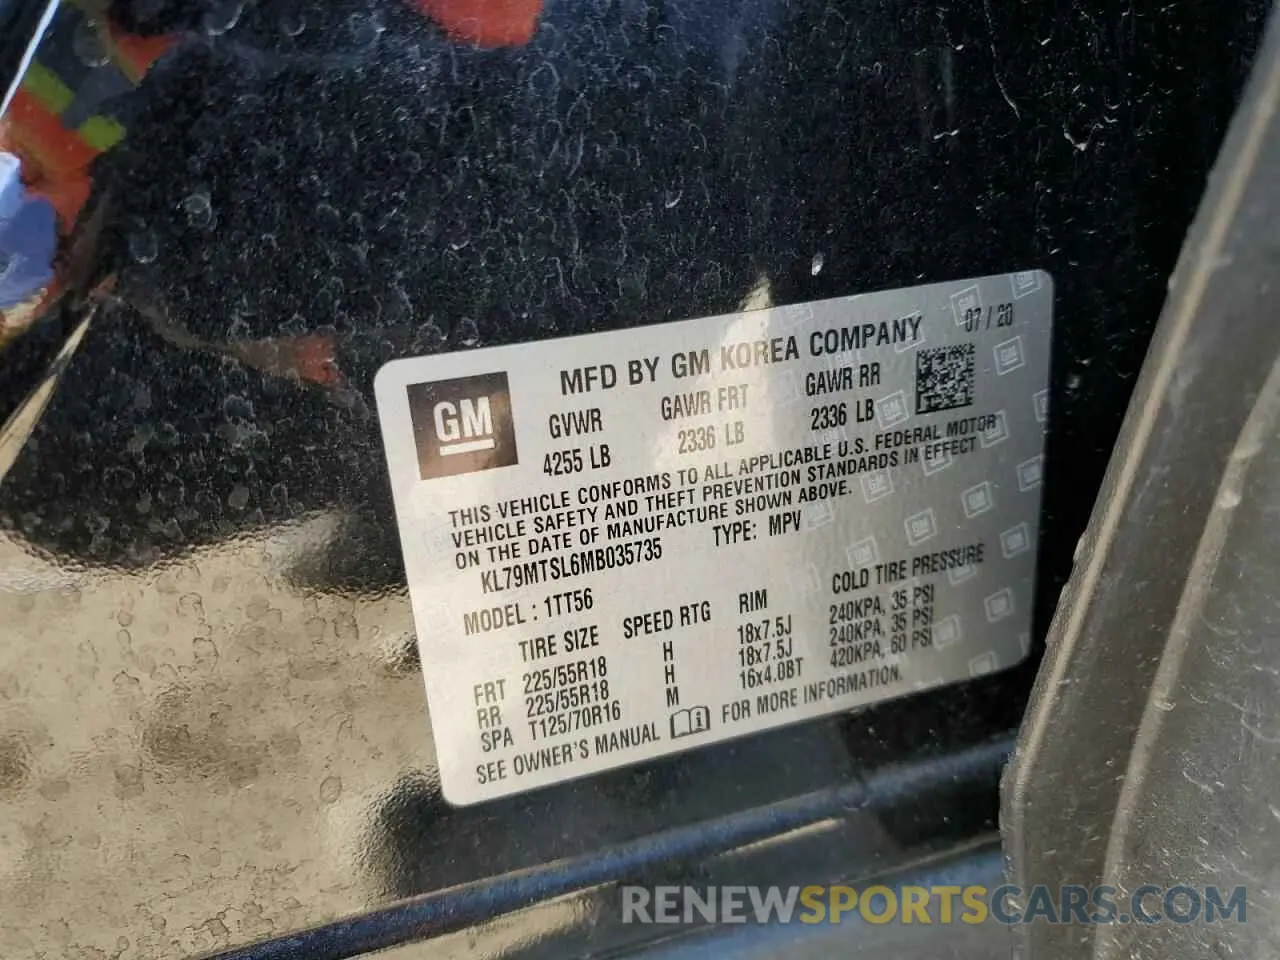 MFD BY GM KOREA COMPANY 07 / 20
GM
GVWR GAWR FRT GAWR RR
4255 LB 2336 LB 2336 LB
THIS VEHICLE CONFORMS TO ALL APPLICABLE U.S. FEDERAL MOTOR
VEHICLE SAFETY AND THEFT PREVENTION STANDARDS IN EFFECT
ON THE DATE OF MANUFACTURE SHOWN ABOVE.
KL79MTSL6MB035735 TYPE: MPV
MODEL : 1TT56
TIRE SIZE SPEED RTG RIM COLD TIRE PRESSURE
FRT 225/55R18 H 18x7.5J 240KPA, 35 PSI
RR 225/55R18 H 18x7.5J 240KPA, 35 PSI
SPA T125/70R16 M 16x4.0BT 420KPA, 60 PSI
SEE OWNER'S MANUAL FOR MORE INFORMATION.
RENEWSPORTSCARS.COM